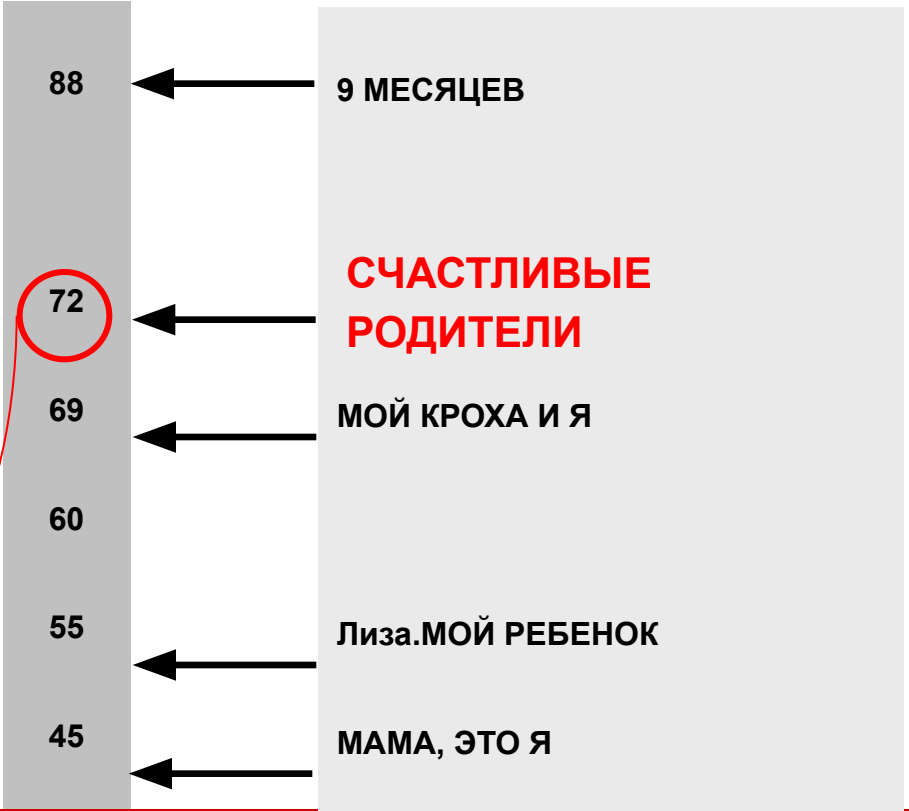 88 9 МЕСЯЦЕВ
72 СЧАСТЛИВЫЕ
РОДИТЕЛИ
69 МОЙ КРОХА И Я
60
55 Лиза.МОЙ РЕБЕНОК
45 МАМА, ЭТО Я